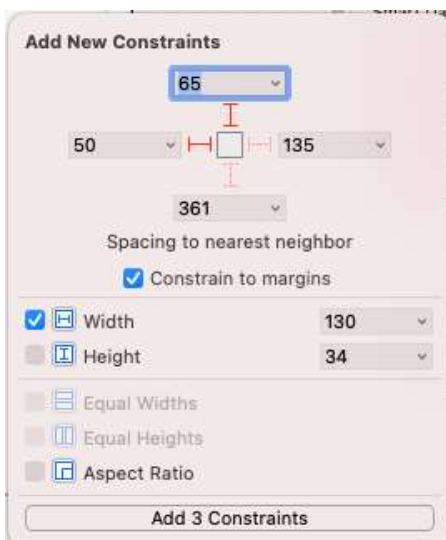 Add New Constraints
65
50 135
361
Spacing to nearest neighbor
Constrain to margins
Width 130
Height 34
Equal Widths
Equal Heights
Aspect Ratio
Add 3 Constraints